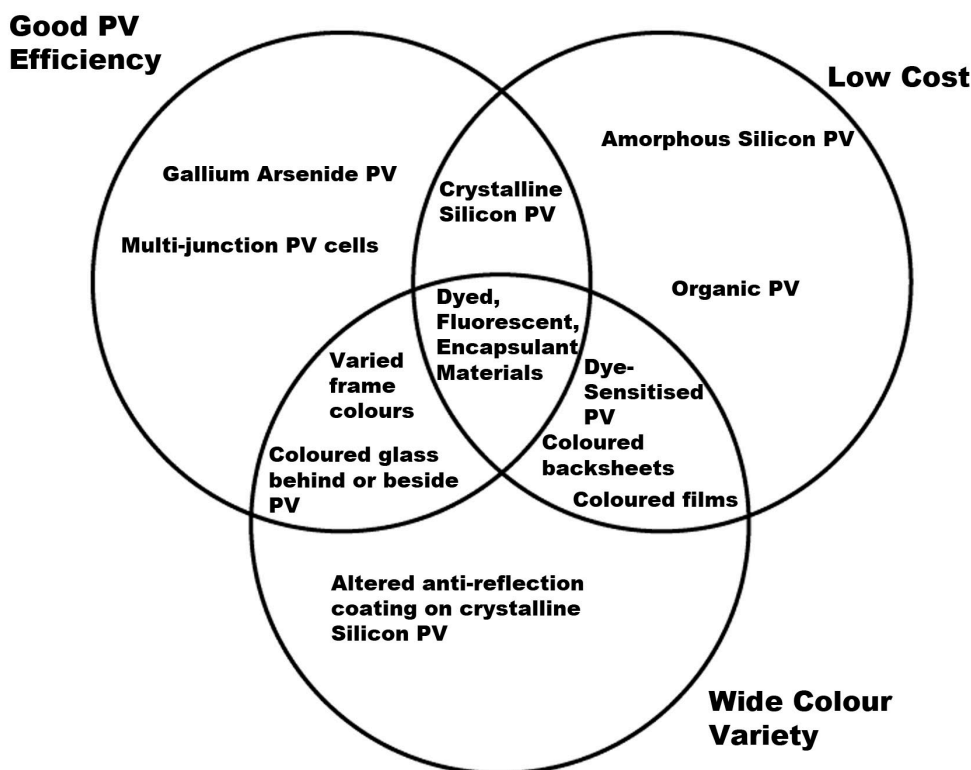 Good PV
Efficiency
Low Cost
Amorphous Silicon PV
Gallium Arsenide PV
Crystalline
Silicon PV
Multi-junction PV cells
Organic PV
Dyed,
Fluorescent,
Encapsulant
Materials
Varied
frame
colours
Dye-
Sensitised
PV
Coloured glass
behind or beside
PV
Coloured
backsheets
Coloured films
Altered anti-reflection
coating on crystalline
Silicon PV
Wide Colour
Variety